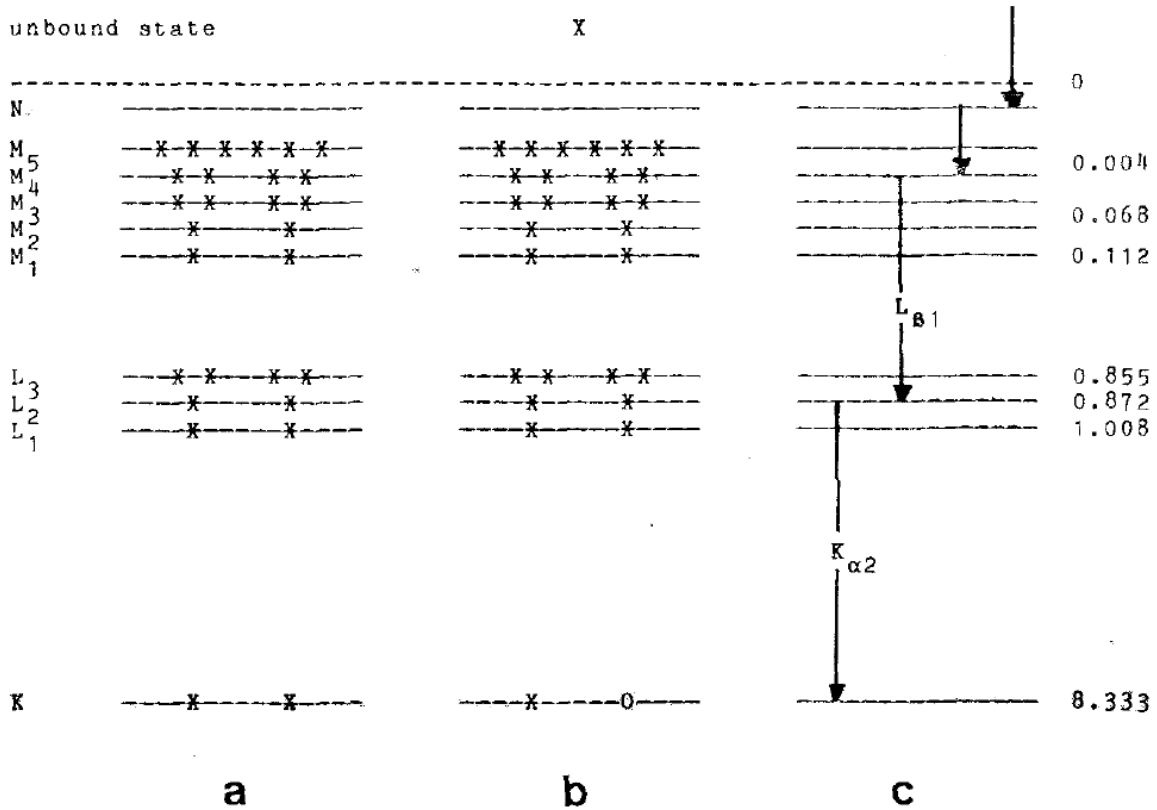 unbound state X
0
N
M5 X X X X X X X X X X X X 0.004
M4 X X X X X X X X
M3 X X X X X X X X 0.068
M2 X X X X
M1 X X X X 0.112
Lβ1
L3 X X X X X X X X 0.855
L2 X X X X 0.872
L1 X X X X 1.008
Kα2
K X X X O 8.333
a b c